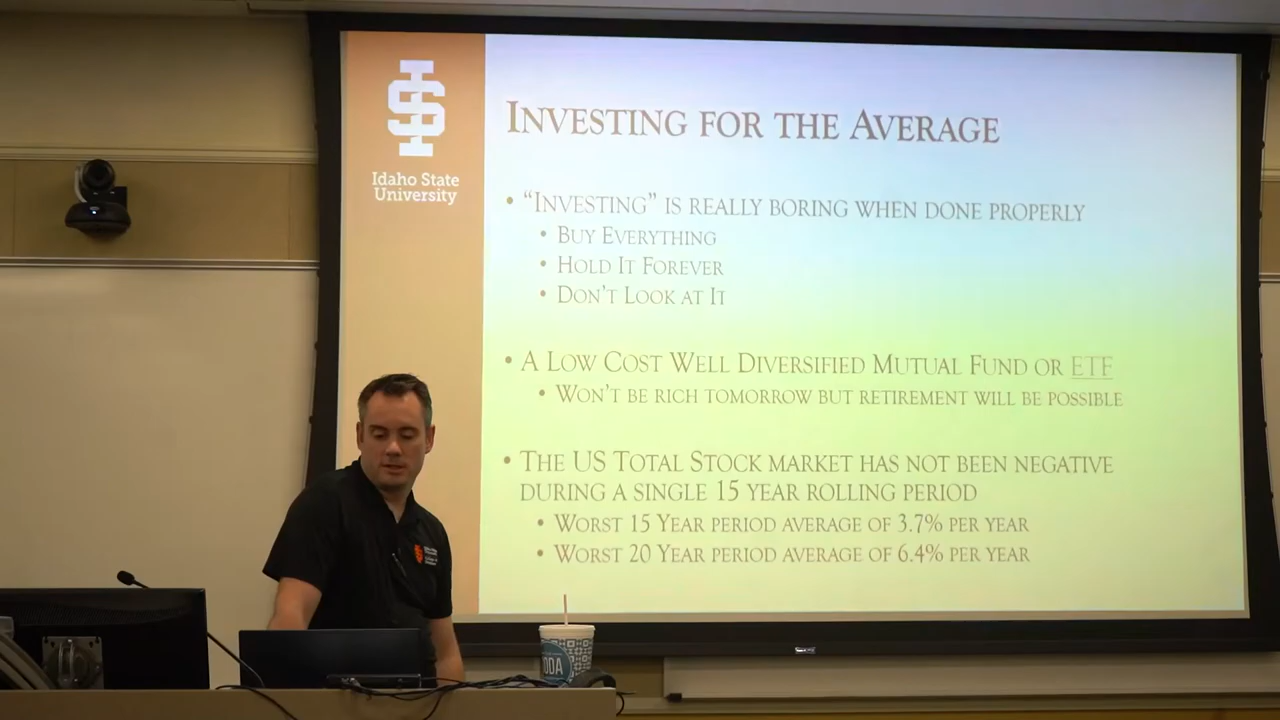 Idaho State
University
INVESTING FOR THE AVERAGE
• “INVESTING” IS REALLY BORING WHEN DONE PROPERLY
• BUY EVERYTHING
• HOLD IT FOREVER
• DON’T LOOK AT IT
• A LOW COST WELL DIVERSIFIED MUTUAL FUND OR ETF
• WON’T BE RICH TOMORROW BUT RETIREMENT WILL BE POSSIBLE
• THE US TOTAL STOCK MARKET HAS NOT BEEN NEGATIVE
DURING A SINGLE 15 YEAR ROLLING PERIOD
• WORST 15 YEAR PERIOD AVERAGE OF 3.7% PER YEAR
• WORST 20 YEAR PERIOD AVERAGE OF 6.4% PER YEAR